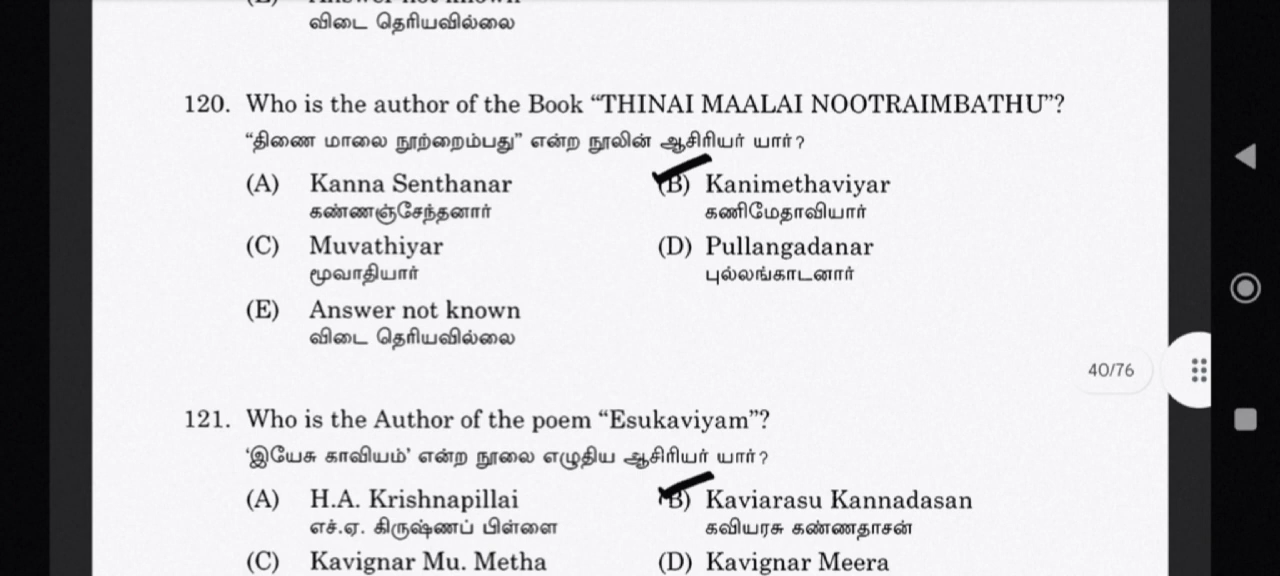 விடை தெரியவில்லை
120. Who is the author of the Book “THINAI MAALAI NOOTRAIMBATHU”?
“திணை மாலை நூற்றைம்பது” என்ற நூலின் ஆசிரியர் யார்?
(A) Kanna Senthanar (B) Kanimethaviyar
கண்ணஞ்சேந்தனார் கணிமேதாவியார்
(C) Muvathiyar (D) Pullangadanar
மூவாதியார் புல்லங்காடனார்
(E) Answer not known
விடை தெரியவில்லை
40/76
121. Who is the Author of the poem “Esukaviyam”?
‘இயேசு காவியம்’ என்ற நூலை எழுதிய ஆசிரியர் யார்?
(A) H.A. Krishnapillai (B) Kaviarasu Kannadasan
எச்.ஏ. கிருஷ்ணப் பிள்ளை கவியரசு கண்ணதாசன்
(C) Kavignar Mu. Metha (D) Kavignar Meera